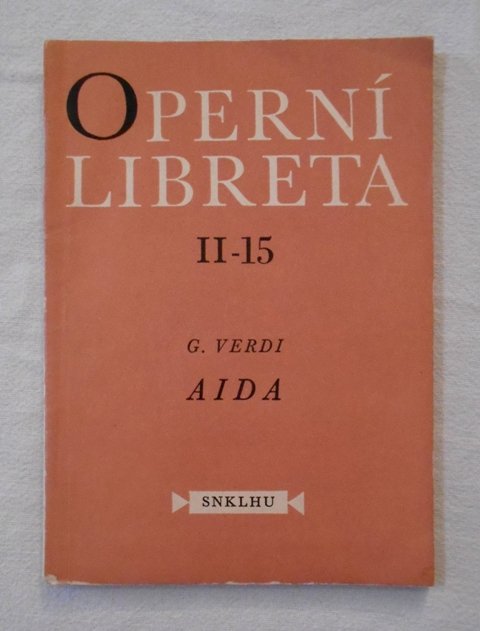 OPERNÍ
LIBRETA
II-15
G. VERDI
AIDA
SNKLHU